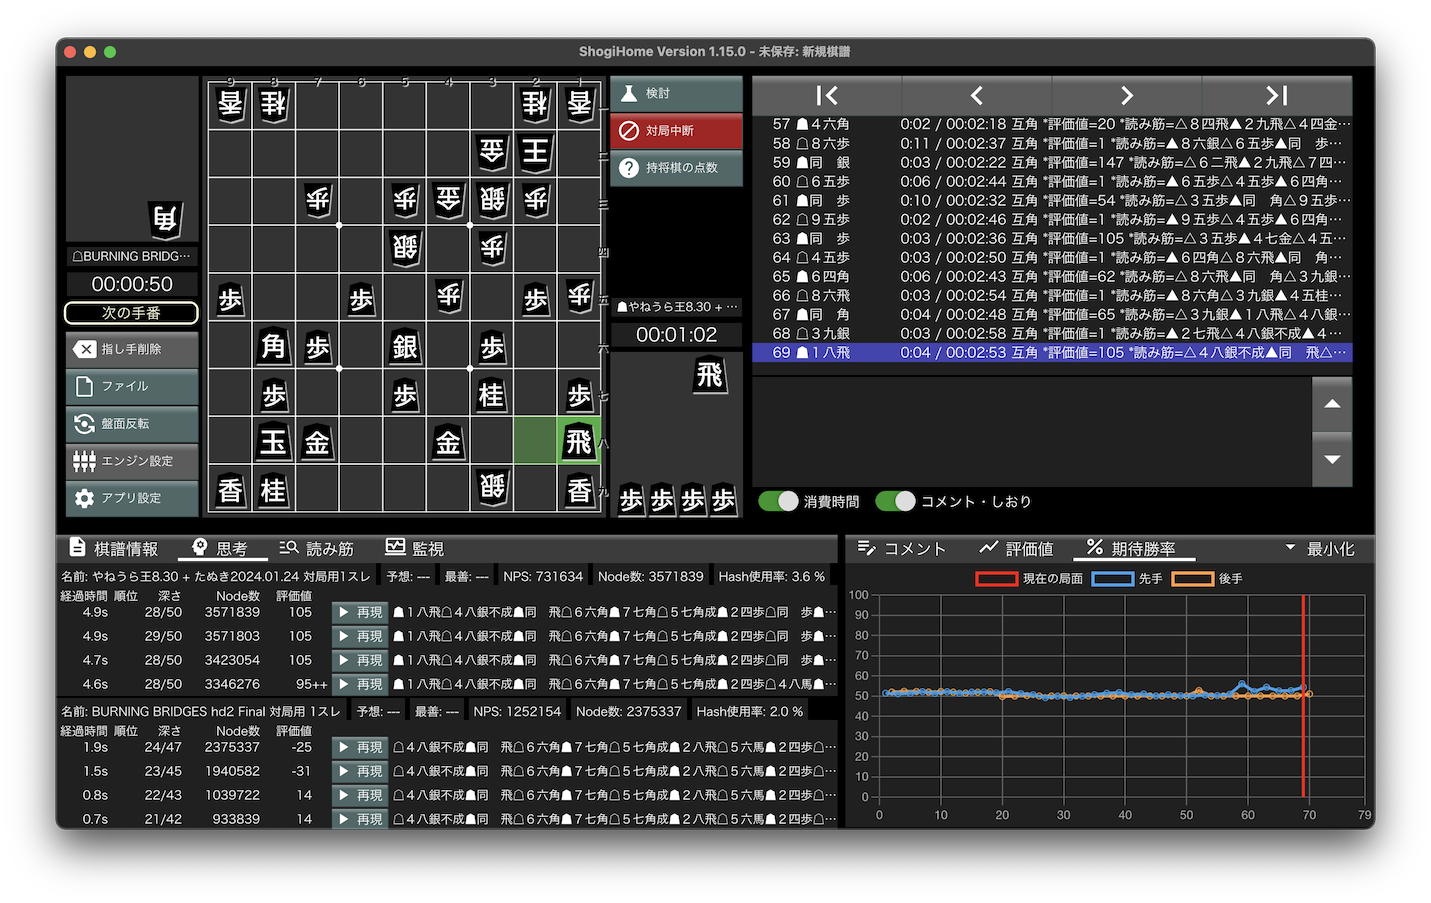 ShogiHome Version 1.15.0 - 未保存: 新規棋譜
角
☖BURNING BRIDG…
00:00:50
次の手番
指し手削除
ファイル
盤面反転
エンジン設定
アプリ設定
9 8 7 6 5 4 3 2 1
香 桂 桂 香 一
金 王 二
歩 歩 金 銀 歩 三
銀 歩 四
歩 歩 歩 歩 歩 五
角 歩 銀 歩 六
歩 歩 桂 歩 七
玉 金 金 飛 八
香 桂 銀 香 九
検討
対局中断
持将棋の点数
☗やねうら王8.30 + …
00:01:02
飛
歩 歩 歩 歩
57 ☗４六角 0:02 / 00:02:18 互角 *評価値=20 *読み筋=△８四飛▲２九飛△４四金…
58 ☖８六歩 0:11 / 00:02:37 互角 *評価値=1 *読み筋=▲８六銀△６五歩▲同　歩…
59 ☗同　銀 0:03 / 00:02:22 互角 *評価値=147 *読み筋=△６二飛▲２九飛△７四…
60 ☖６五歩 0:06 / 00:02:44 互角 *評価値=1 *読み筋=▲６五歩△４五歩▲６四角…
61 ☗同　歩 0:10 / 00:02:32 互角 *評価値=54 *読み筋=△３五歩▲同　角△９五歩…
62 ☖９五歩 0:02 / 00:02:46 互角 *評価値=1 *読み筋=▲９五歩△４五歩▲６四角…
63 ☗同　歩 0:03 / 00:02:36 互角 *評価値=105 *読み筋=△３五歩▲４七金△４五…
64 ☖４五歩 0:03 / 00:02:50 互角 *評価値=1 *読み筋=▲６四角△８六飛▲同　角…
65 ☗６四角 0:06 / 00:02:43 互角 *評価値=62 *読み筋=△８六飛▲同　角△３九銀…
66 ☖８六飛 0:03 / 00:02:54 互角 *評価値=1 *読み筋=▲８六角△３九銀▲４五桂…
67 ☗同　角 0:04 / 00:02:48 互角 *評価値=65 *読み筋=△３九銀▲１八飛△４八銀…
68 ☖３九銀 0:03 / 00:02:58 互角 *評価値=1 *読み筋=▲２七飛△４八銀不成▲４…
69 ☗１八飛 0:04 / 00:02:53 互角 *評価値=105 *読み筋=△４八銀不成▲同　飛△…
消費時間 コメント・しおり
棋譜情報 思考 読み筋 監視
名前: やねうら王8.30 + たぬき2024.01.24 対局用1スレ 予想: --- 最善: --- NPS: 731634 Node数: 3571839 Hash使用率: 3.6 %
経過時間 順位 深さ Node数 評価値
4.9s 28/50 3571839 105 再現 ☗１八飛☖４八銀不成☗同　飛☖６六角☗７七角☖５七角成☗２四歩☖同　歩☗…
4.9s 29/50 3571803 105 再現 ☗１八飛☖４八銀不成☗同　飛☖６六角☗７七角☖５七角成☗２四歩☖同　歩☗…
4.7s 28/50 3423054 105 再現 ☗１八飛☖４八銀不成☗同　飛☖６六角☗７七角☖５七角成☗２四歩☖同　歩☗…
4.6s 28/50 3346276 95++ 再現 ☗１八飛☖４八銀不成☗同　飛☖６六角☗７七角☖５七角成☗２四歩☖４八馬☗…
名前: BURNING BRIDGES hd2 Final 対局用 1スレ 予想: --- 最善: --- NPS: 1252154 Node数: 2375337 Hash使用率: 2.0 %
経過時間 順位 深さ Node数 評価値
1.9s 24/47 2375337 -25 再現 ☖４八銀不成☗同　飛☖６六角☗７七角☖５七角成☗２八飛☖５六馬☗２四歩☖…
1.5s 23/45 1940582 -31 再現 ☖４八銀不成☗同　飛☖６六角☗７七角☖５七角成☗２八飛☖５六馬☗２四歩☖…
0.8s 22/43 1039722 14 再現 ☖４八銀不成☗同　飛☖６六角☗７七角☖５七角成☗２八飛☖５六馬☗２四歩☖…
0.7s 21/42 933839 14 再現 ☖４八銀不成☗同　飛☖６六角☗７七角☖５七角成☗２八飛☖５六馬☗２四歩☖…
コメント 評価値 期待勝率 最小化
現在の局面 先手 後手
100
90
80
70
60
50
40
30
20
10
0
0 10 20 30 40 50 60 70 79